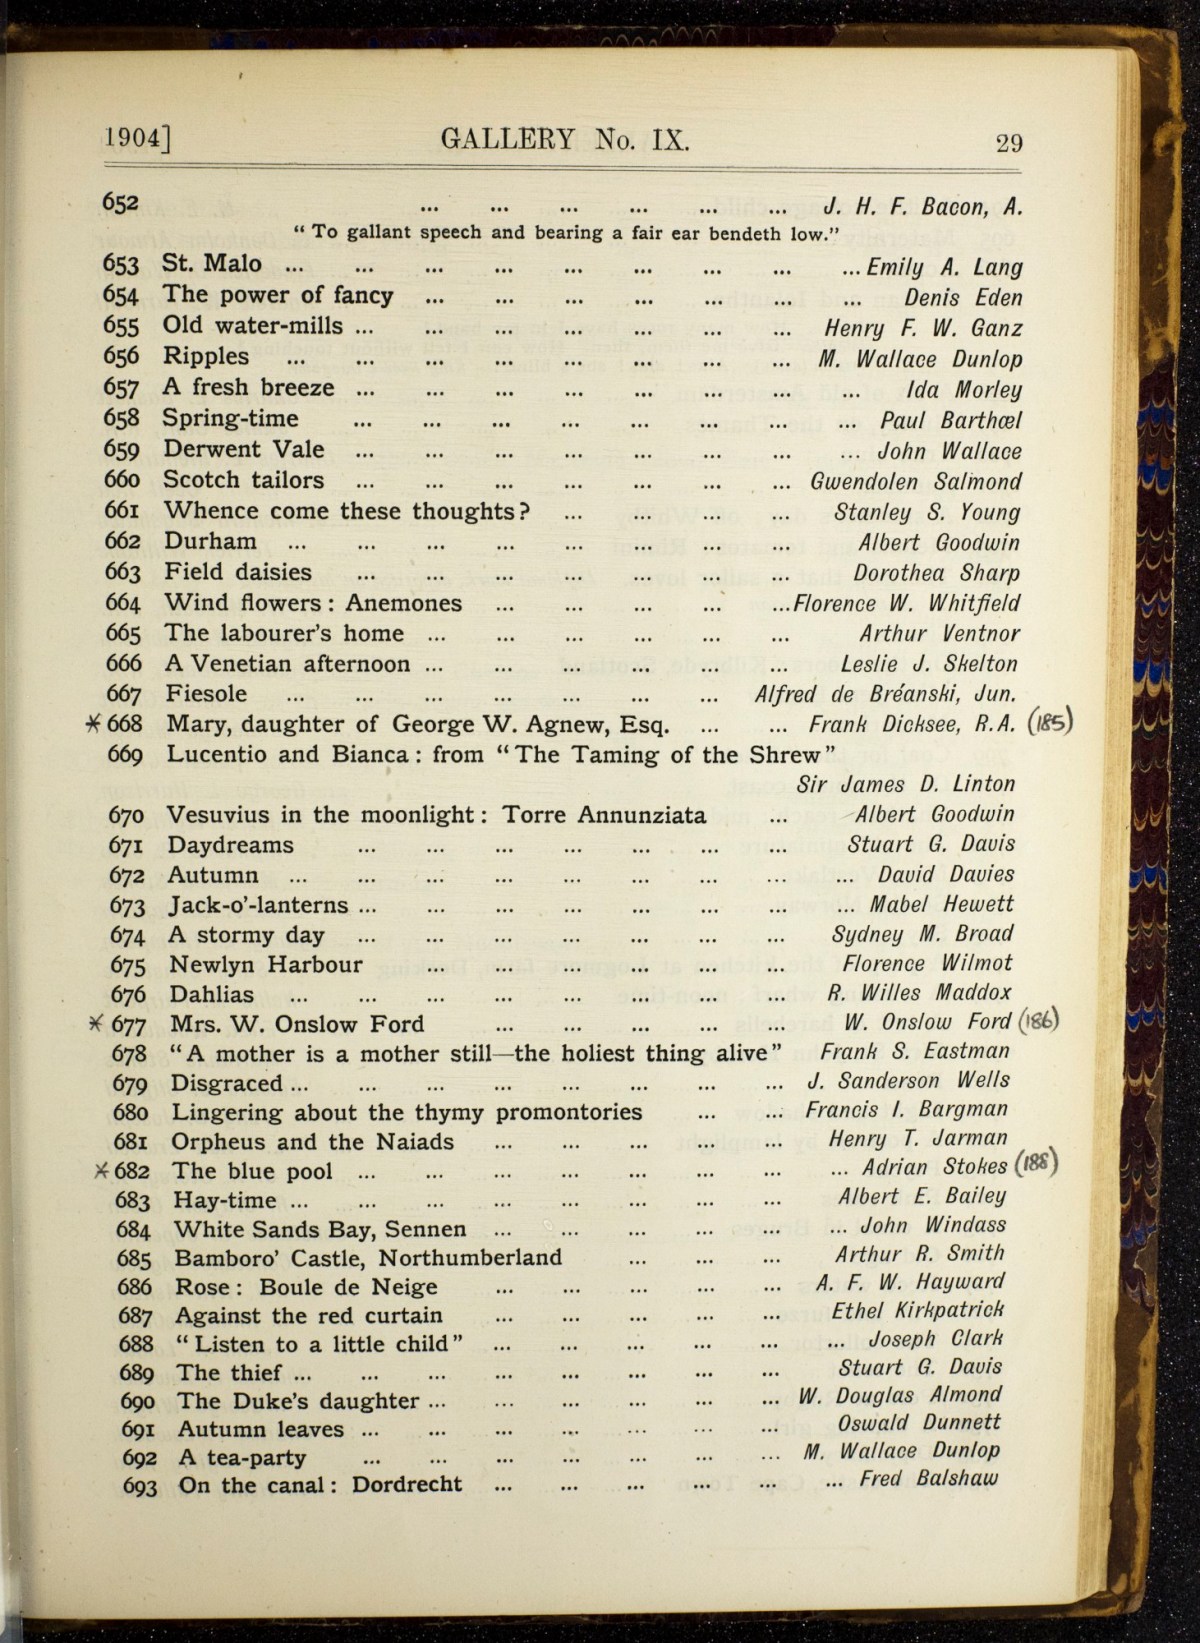 1904] GALLERY No. IX. 29
652 ... ... ... ... ... ... J. H. F. Bacon, A.
“To gallant speech and bearing a fair ear bendeth low.”
653 St. Malo ... ... ... ... ... ... ... ... ... Emily A. Lang
654 The power of fancy ... ... ... ... ... ... ... Denis Eden
655 Old water-mills ... ... ... ... ... ... ... Henry F. W. Ganz
656 Ripples ... ... ... ... ... ... ... ... M. Wallace Dunlop
657 A fresh breeze ... ... ... ... ... ... ... ... Ida Morley
658 Spring-time ... ... ... ... ... ... ... ... Paul Barthœl
659 Derwent Vale ... ... ... ... ... ... ... ... John Wallace
660 Scotch tailors ... ... ... ... ... ... ... Gwendolen Salmond
661 Whence come these thoughts? ... ... ... ... Stanley S. Young
662 Durham ... ... ... ... ... ... ... ... Albert Goodwin
663 Field daisies ... ... ... ... ... ... ... Dorothea Sharp
664 Wind flowers: Anemones ... ... ... ... ... Florence W. Whitfield
665 The labourer’s home ... ... ... ... ... ... Arthur Ventnor
666 A Venetian afternoon ... ... ... ... ... ... Leslie J. Skelton
667 Fiesole ... ... ... ... ... ... ... Alfred de Bréanski, Jun.
* 668 Mary, daughter of George W. Agnew, Esq. ... ... Frank Dicksee, R.A. (185)
669 Lucentio and Bianca: from “The Taming of the Shrew”
Sir James D. Linton
670 Vesuvius in the moonlight: Torre Annunziata ... Albert Goodwin
671 Daydreams ... ... ... ... ... ... ... Stuart G. Davis
672 Autumn ... ... ... ... ... ... ... ... ... David Davies
673 Jack-o’-lanterns ... ... ... ... ... ... ... ... Mabel Hewett
674 A stormy day ... ... ... ... ... ... ... Sydney M. Broad
675 Newlyn Harbour ... ... ... ... ... ... Florence Wilmot
676 Dahlias ... ... ... ... ... ... ... ... R. Willes Maddox
* 677 Mrs. W. Onslow Ford ... ... ... ... ... W. Onslow Ford (186)
678 “A mother is a mother still—the holiest thing alive” Frank S. Eastman
679 Disgraced ... ... ... ... ... ... ... ... J. Sanderson Wells
680 Lingering about the thymy promontories ... ... Francis I. Bargman
681 Orpheus and the Naiads ... ... ... ... ... Henry T. Jarman
* 682 The blue pool ... ... ... ... ... ... ... ... Adrian Stokes (188)
683 Hay-time ... ... ... ... ... ... ... ... Albert E. Bailey
684 White Sands Bay, Sennen ... ... ... ... ... ... John Windass
685 Bamboro’ Castle, Northumberland ... ... ... Arthur R. Smith
686 Rose: Boule de Neige ... ... ... ... ... A. F. W. Hayward
687 Against the red curtain ... ... ... ... ... Ethel Kirkpatrick
688 “Listen to a little child” ... ... ... ... ... ... Joseph Clark
689 The thief ... ... ... ... ... ... ... ... Stuart G. Davis
690 The Duke’s daughter ... ... ... ... ... ... W. Douglas Almond
691 Autumn leaves ... ... ... ... ... ... ... Oswald Dunnett
692 A tea-party ... ... ... ... ... ... ... M. Wallace Dunlop
693 On the canal: Dordrecht ... ... ... ... ... ... Fred Balshaw